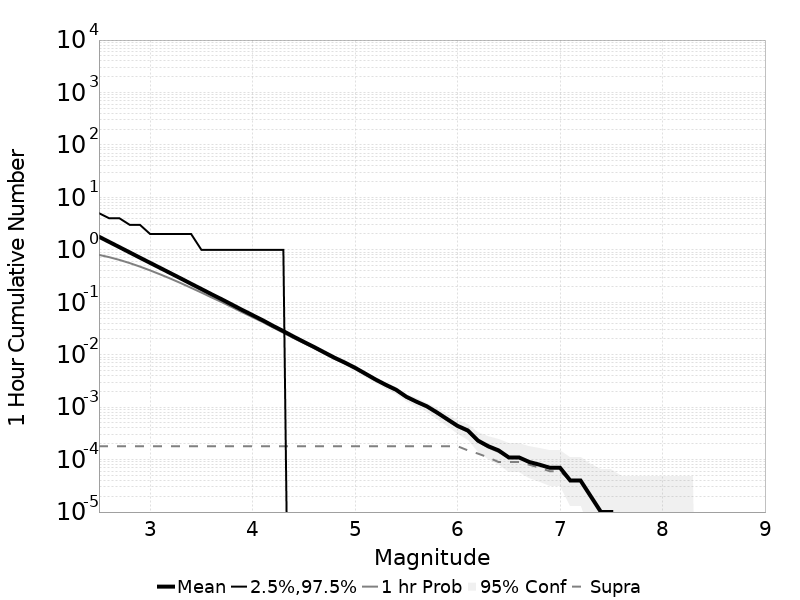 10^4
10^3
10^2
10^1
10^0
10^-1
10^-2
10^-3
10^-4
10^-5
1 Hour Cumulative Number
3 4 5 6 7 8 9
Magnitude
Mean 2.5%,97.5% 1 hr Prob 95% Conf Supra